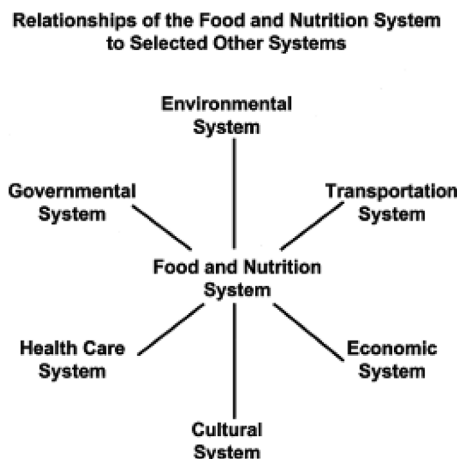 Relationships of the Food and Nutrition System
to Selected Other Systems
Environmental
System
Governmental
System
Transportation
System
Food and Nutrition
System
Health Care
System
Economic
System
Cultural
System